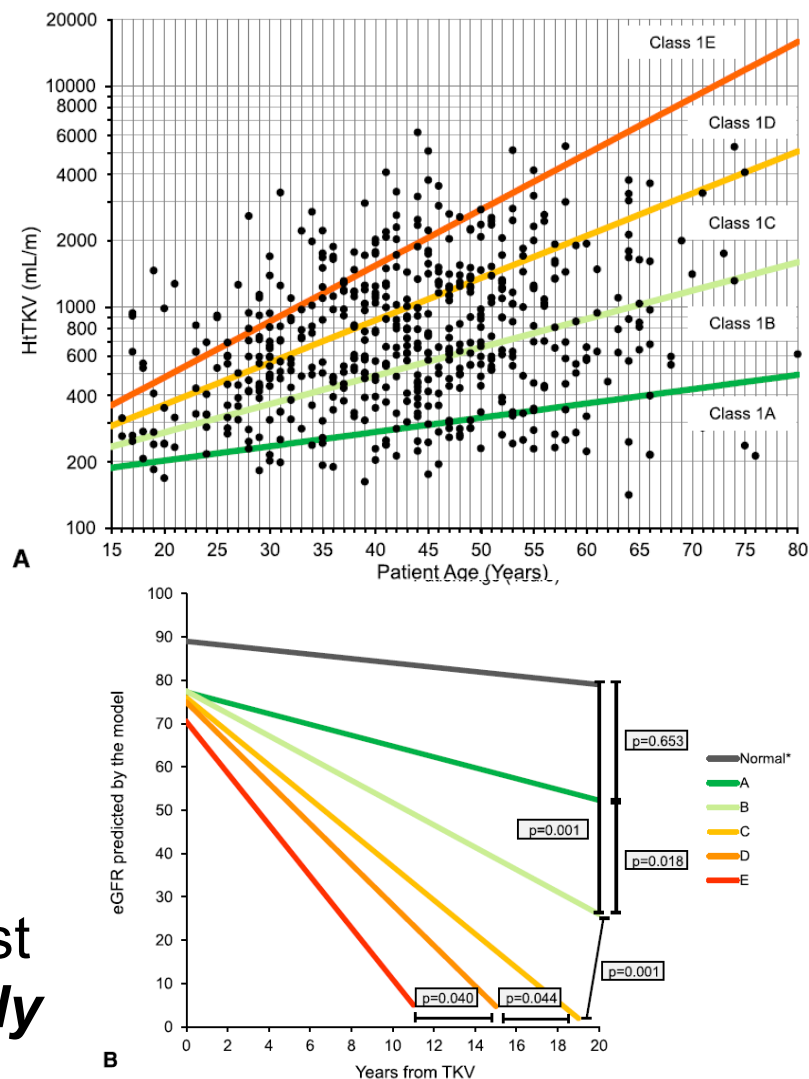 20000
10000
8000
6000
4000
2000
1000
800
600
400
200
100
HtTKV (mL/m)
Class 1E
Class 1D
Class 1C
Class 1B
Class 1A
15 20 25 30 35 40 45 50 55 60 65 70 75 80
Patient Age (Years)
A
100
90
80
70
60
50
40
30
20
10
0
eGFR predicted by the model
p=0.653
p=0.001
p=0.018
p=0.001
p=0.040
p=0.044
Normal*
A
B
C
D
E
0 2 4 6 8 10 12 14 16 18 20
Years from TKV
B
st
ly